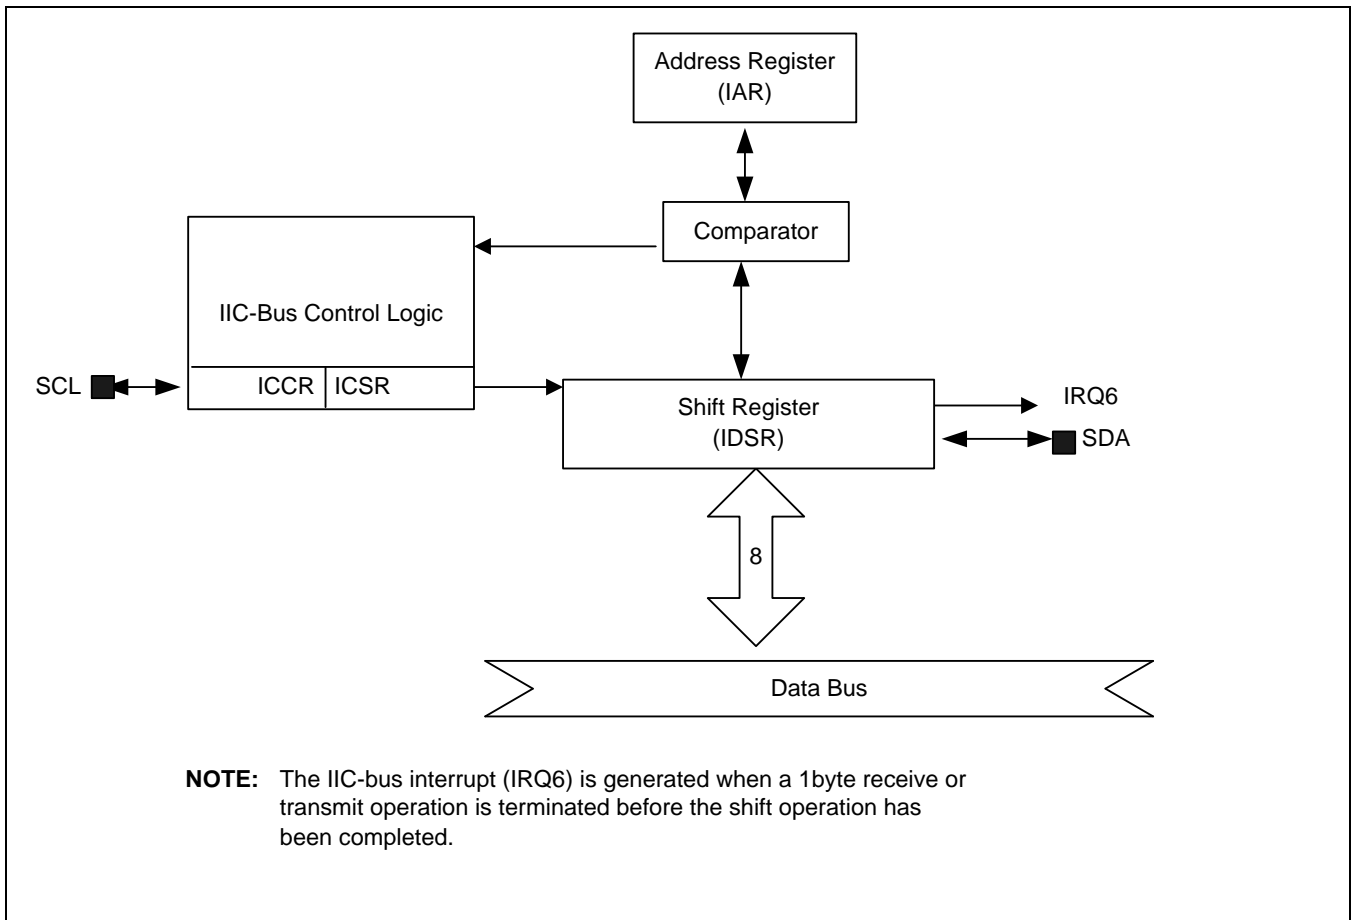 Address Register
(IAR)
Comparator
IIC-Bus Control Logic
SCL
ICCR
ICSR
Shift Register
(IDSR)
IRQ6
SDA
8
Data Bus
NOTE: The IIC-bus interrupt (IRQ6) is generated when a 1byte receive or
transmit operation is terminated before the shift operation has
been completed.